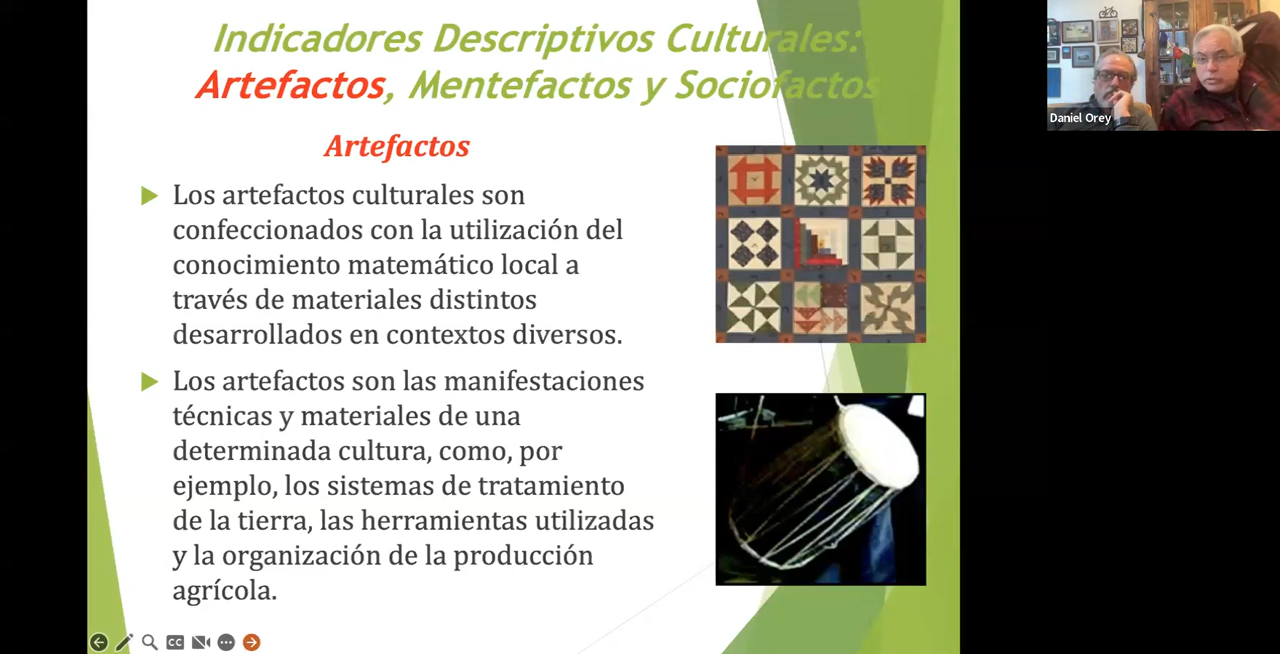 Indicadores Descriptivos Culturales:
Artefactos, Mentefactos y Sociofactos
Artefactos
Los artefactos culturales son
confeccionados con la utilización del
conocimiento matemático local a
través de materiales distintos
desarrollados en contextos diversos.
Los artefactos son las manifestaciones
técnicas y materiales de una
determinada cultura, como, por
ejemplo, los sistemas de tratamiento
de la tierra, las herramientas utilizadas
y la organización de la producción
agrícola.
CC
Daniel Orey